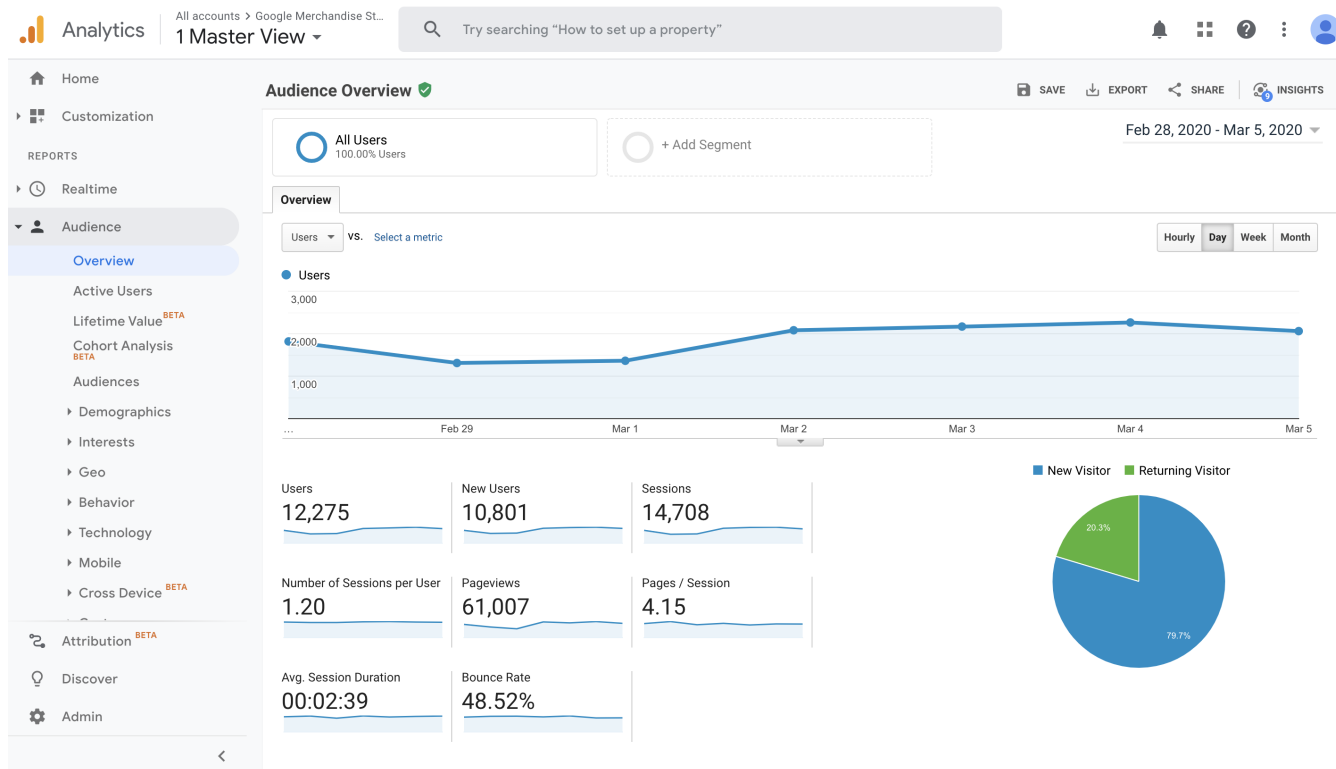 Analytics
All accounts > Google Merchandise St...
1 Master View
Try searching “How to set up a property”
Home
Customization
REPORTS
Realtime
Audience
Overview
Active Users
Lifetime Value BETA
Cohort Analysis
BETA
Audiences
Demographics
Interests
Geo
Behavior
Technology
Mobile
Cross Device BETA
Attribution BETA
Discover
Admin
Audience Overview
SAVE
EXPORT
SHARE
9
INSIGHTS
All Users
100.00% Users
+ Add Segment
Feb 28, 2020 - Mar 5, 2020
Overview
Users
VS.
Select a metric
Hourly
Day
Week
Month
Users
3,000
2,000
1,000
...
Feb 29
Mar 1
Mar 2
Mar 3
Mar 4
Mar 5
Users
12,275
New Users
10,801
Sessions
14,708
Number of Sessions per User
1.20
Pageviews
61,007
Pages / Session
4.15
Avg. Session Duration
00:02:39
Bounce Rate
48.52%
New Visitor
Returning Visitor
20.3%
79.7%